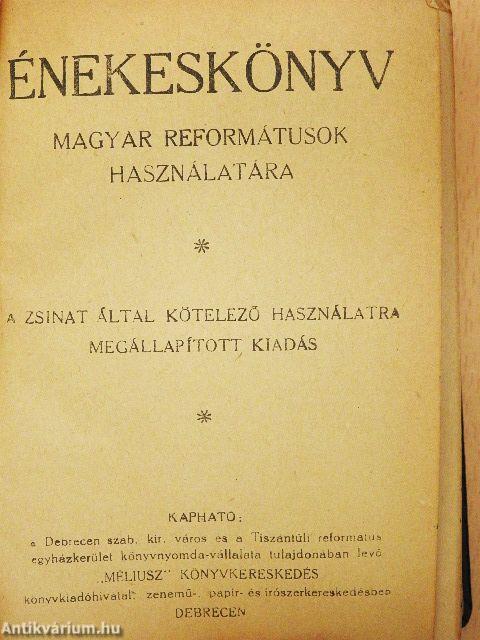 ÉNEKESKÖNYV
MAGYAR REFORMÁTUSOK
HASZNÁLATÁRA
*
A ZSINAT ÁLTAL KÖTELEZŐ HASZNÁLATRA
MEGÁLLAPÍTOTT KIADÁS
*
KAPHATO:
a Debrecen szab. kir. város és a Tiszántúli református
egyházkerület könyvnyomda-vállalata tulajdonában levő
„MÉLIUSZ" KÖNYVKERESKEDÉS
könyvkiadóhivatal, zenemű-, papír- és írószerkereskedésben
DEBRECEN
Antikvárium.hu